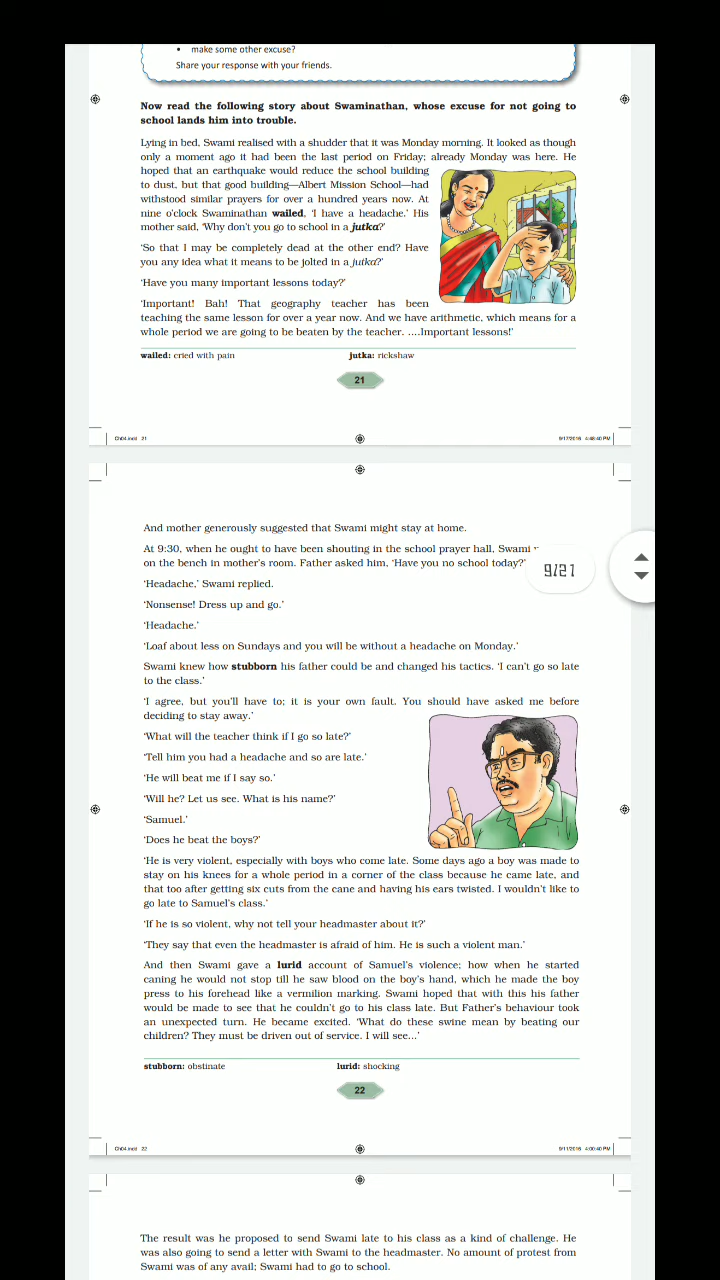 • make some other excuse?
Share your response with your friends.
Now read the following story about Swaminathan, whose excuse for not going to
school lands him into trouble.
Lying in bed, Swami realised with a shudder that it was Monday morning. It looked as though
only a moment ago it had been the last period on Friday; already Monday was here. He
hoped that an earthquake would reduce the school building
to dust, but that good building—Albert Mission School—had
withstood similar prayers for over a hundred years now. At
nine o'clock Swaminathan wailed, 'I have a headache.' His
mother said, 'Why don't you go to school in a jutka?'
'So that I may be completely dead at the other end? Have
you any idea what it means to be jolted in a jutka?'
'Have you many important lessons today?'
'Important! Bah! That geography teacher has been
teaching the same lesson for over a year now. And we have arithmetic, which means for a
whole period we are going to be beaten by the teacher. ....Important lessons!'
wailed: cried with pain jutka: rickshaw
21
Ch04.indd 21 9/17/2016 4:48:40 PM
And mother generously suggested that Swami might stay at home.
At 9:30, when he ought to have been shouting in the school prayer hall, Swami
on the bench in mother's room. Father asked him, 'Have you no school today?'
9/21
'Headache,' Swami replied.
'Nonsense! Dress up and go.'
'Headache.'
'Loaf about less on Sundays and you will be without a headache on Monday.'
Swami knew how stubborn his father could be and changed his tactics. 'I can't go so late
to the class.'
'I agree, but you'll have to; it is your own fault. You should have asked me before
deciding to stay away.'
'What will the teacher think if I go so late?'
'Tell him you had a headache and so are late.'
'He will beat me if I say so.'
'Will he? Let us see. What is his name?'
'Samuel.'
'Does he beat the boys?'
'He is very violent, especially with boys who come late. Some days ago a boy was made to
stay on his knees for a whole period in a corner of the class because he came late, and
that too after getting six cuts from the cane and having his ears twisted. I wouldn't like to
go late to Samuel's class.'
'If he is so violent, why not tell your headmaster about it?'
'They say that even the headmaster is afraid of him. He is such a violent man.'
And then Swami gave a lurid account of Samuel's violence; how when he started
caning he would not stop till he saw blood on the boy's hand, which he made the boy
press to his forehead like a vermilion marking. Swami hoped that with this his father
would be made to see that he couldn't go to his class late. But Father's behaviour took
an unexpected turn. He became excited. 'What do these swine mean by beating our
children? They must be driven out of service. I will see...'
stubborn: obstinate lurid: shocking
22
Ch04.indd 22 9/11/2016 4:00:40 PM
The result was he proposed to send Swami late to his class as a kind of challenge. He
was also going to send a letter with Swami to the headmaster. No amount of protest from
Swami was of any avail; Swami had to go to school.